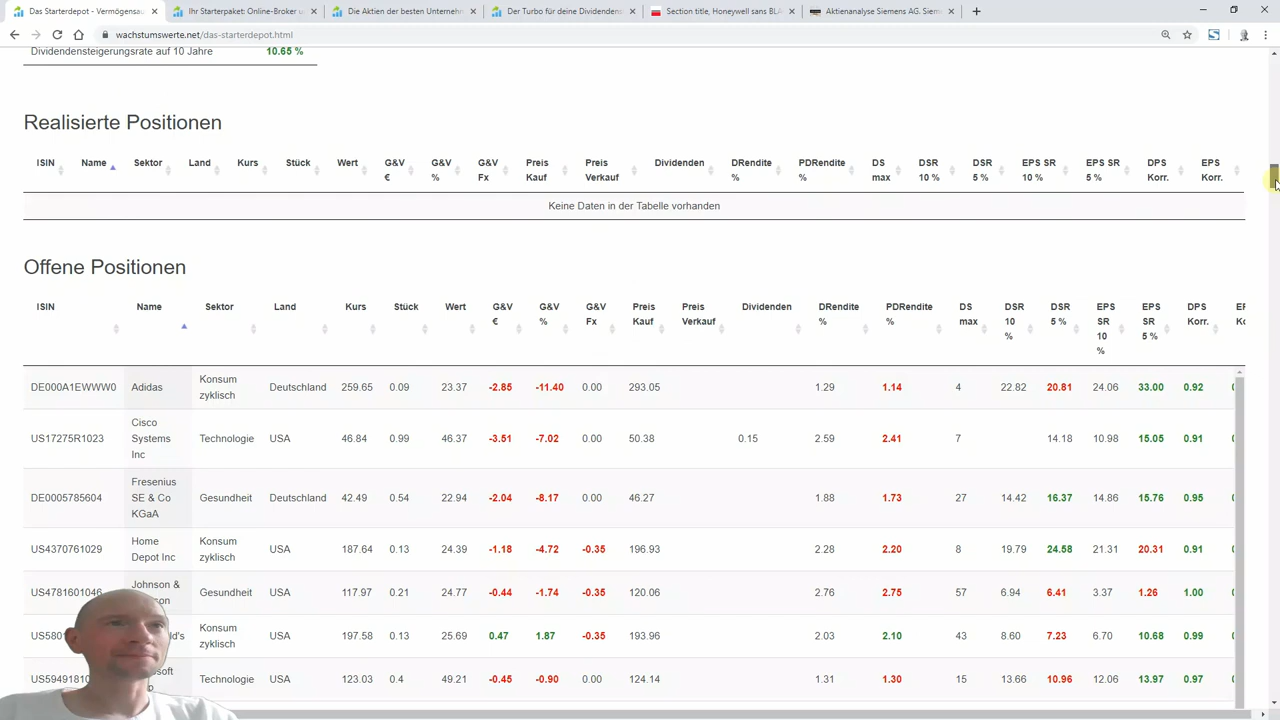 Das Starterdepot - Vermögensau
Ihr Starterpaket: Online-Broker u
Die Aktien der besten Unternehm
Der Turbo für deine Dividenden
Section title, Honeywell sans BL
Aktienanalyse Siemens AG. Siem
wachstumswerte.net/das-starterdepot.html
Dividendensteigerungsrate auf 10 Jahre 10.65 %
Realisierte Positionen
ISIN Name Sektor Land Kurs Stück Wert G&V € G&V % G&V Fx Preis Kauf Preis Verkauf Dividenden DRendite % PDRendite % DS max DSR 10 % DSR 5 % EPS SR 10 % EPS SR 5 % DPS Korr. EPS Korr.
Keine Daten in der Tabelle vorhanden
Offene Positionen
ISIN Name Sektor Land Kurs Stück Wert G&V € G&V % G&V Fx Preis Kauf Preis Verkauf Dividenden DRendite % PDRendite % DS max DSR 10 % DSR 5 % EPS SR 10 % EPS SR 5 % DPS Korr.
DE000A1EWWW0 Adidas Konsum zyklisch Deutschland 259.65 0.09 23.37 -2.85 -11.40 0.00 293.05 1.29 1.14 4 22.82 20.81 24.06 33.00 0.92
US17275R1023 Cisco Systems Inc Technologie USA 46.84 0.99 46.37 -3.51 -7.02 0.00 50.38 0.15 2.59 2.41 7 14.18 10.98 15.05 0.91
DE0005785604 Fresenius SE & Co KGaA Gesundheit Deutschland 42.49 0.54 22.94 -2.04 -8.17 0.00 46.27 1.88 1.73 27 14.42 16.37 14.86 15.76 0.95
US4370761029 Home Depot Inc Konsum zyklisch USA 187.64 0.13 24.39 -1.18 -4.72 -0.35 196.93 2.28 2.20 8 19.79 24.58 21.31 20.31 0.91
US4781601046 Johnson & Gesundheit USA 117.97 0.21 24.77 -0.44 -1.74 -0.35 120.06 2.76 2.75 57 6.94 6.41 3.37 1.26 1.00
US580 Konsum zyklisch USA 197.58 0.13 25.69 0.47 1.87 -0.35 193.96 2.03 2.10 43 8.60 7.23 6.70 10.68 0.99
US5949181 Technologie USA 123.03 0.4 49.21 -0.45 -0.90 0.00 124.14 1.31 1.30 15 13.66 10.96 12.06 13.97 0.97